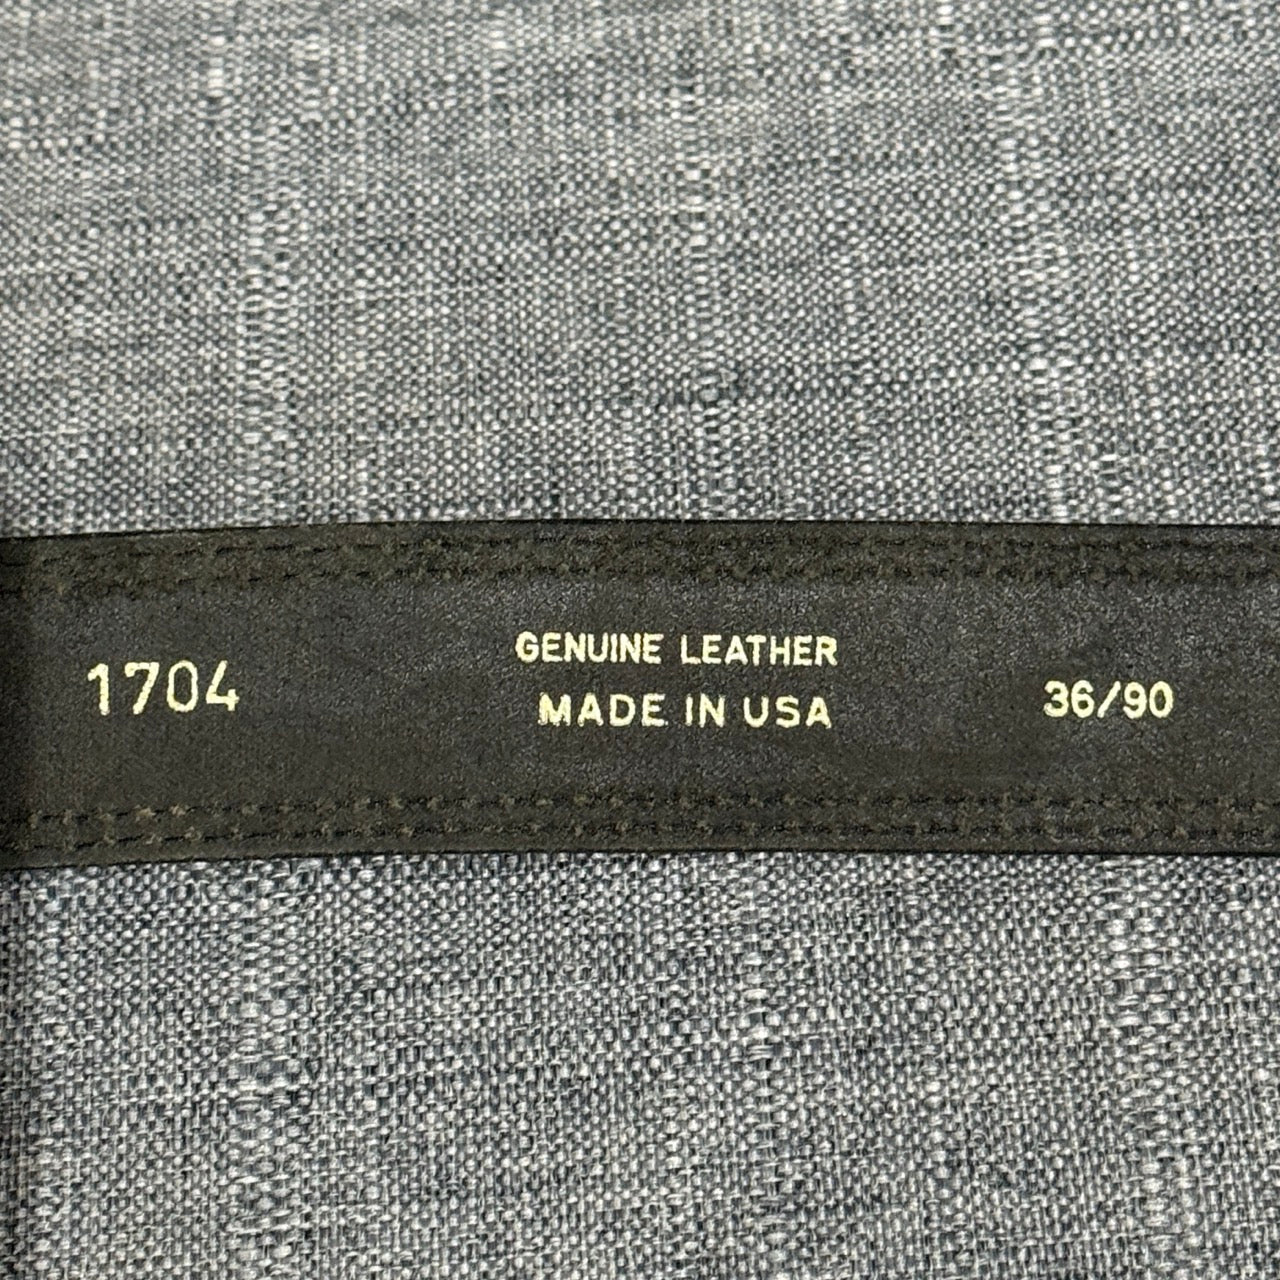 1704
GENUINE LEATHER
MADE IN USA
36/90